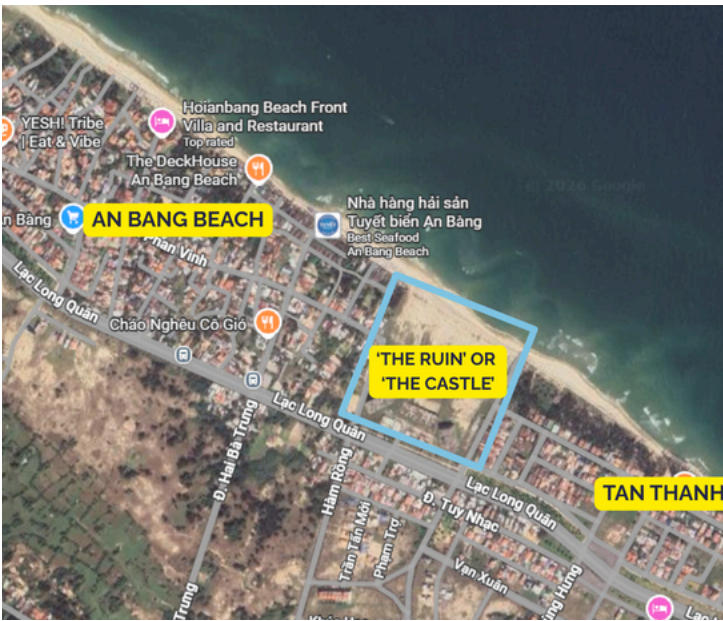 Hoianbang Beach Front
Villa and Restaurant
Top rated
YESH! Tribe
| Eat & Vibe
The DeckHouse
An Bang Beach
© 2026 Google
Nhà hàng hải sản
Tuyết biển An Bàng
Best Seafood
An Bang Beach
n Bàng
AN BANG BEACH
Phan Vinh
Lạc Long Quân
Cháo Nghêu Cô Gió
'THE RUIN' OR
'THE CASTLE'
Lạc Long Quân
Đ. Hai Bà Trưng
Hàm Rồng
Trần Tấn Mới
Phạm Trợ
Đ. Tuy Nhạc
Lạc Long Quân
TAN THANH
Vạn Xuân
ùng Hưng
Trưng
Lạc